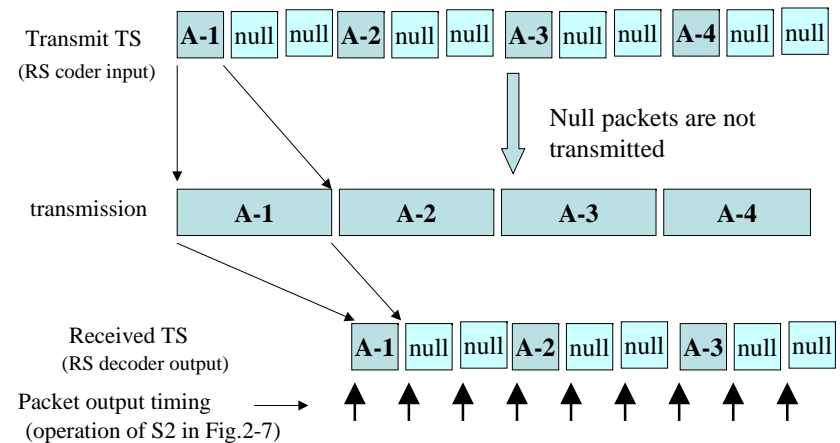 Transmit TS
(RS coder input)
A-1 null null A-2 null null A-3 null null A-4 null null
Null packets are not
transmitted
transmission
A-1 A-2 A-3 A-4
Received TS
(RS decoder output)
A-1 null null A-2 null null A-3 null null
Packet output timing
(operation of S2 in Fig.2-7)